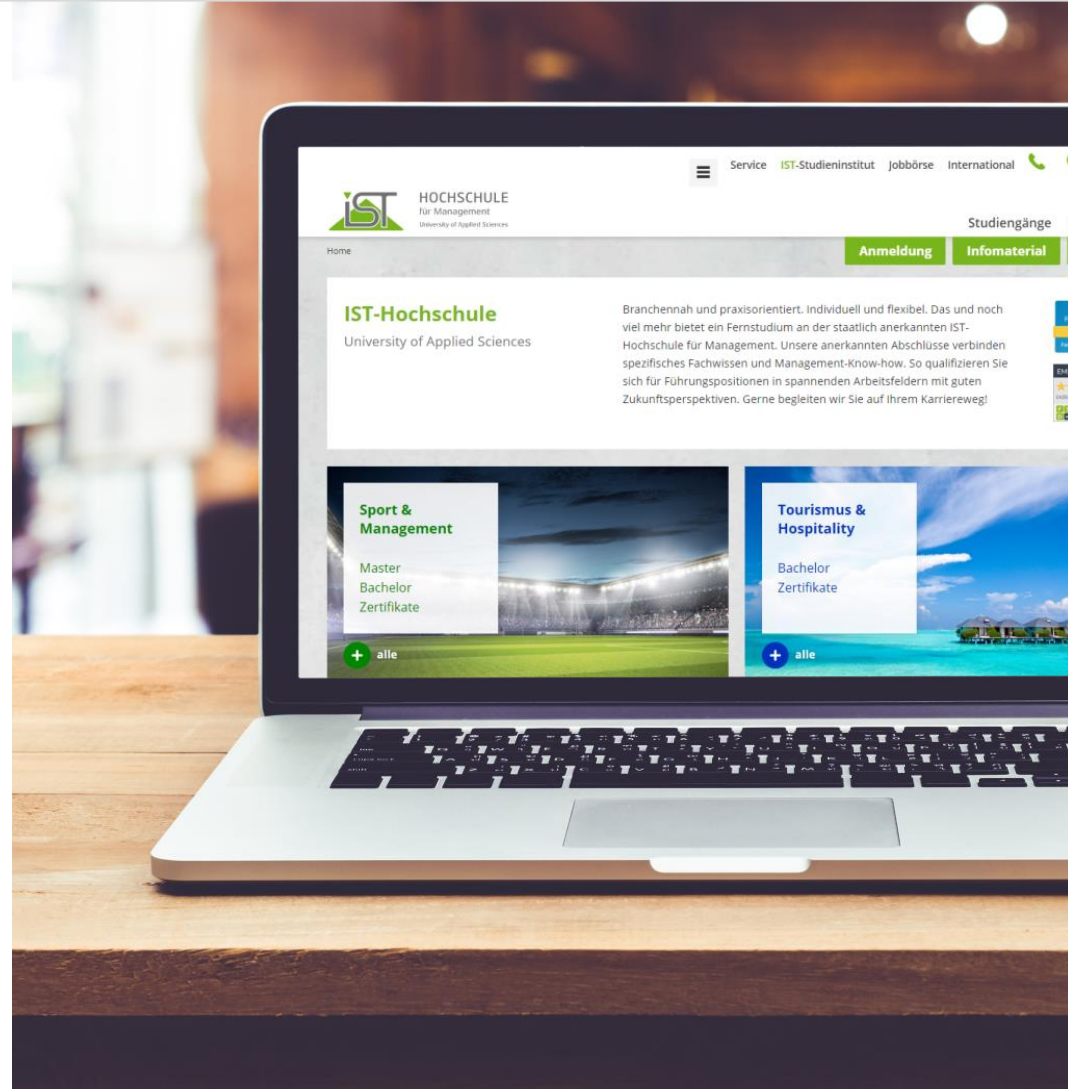 Service IST-Studieninstitut Jobbörse International
iST HOCHSCHULE
für Management
University of Applied Sciences
Studiengänge
Home
Anmeldung Infomaterial
IST-Hochschule
University of Applied Sciences
Branchennah und praxisorientiert. Individuell und flexibel. Das und noch
viel mehr bietet ein Fernstudium an der staatlich anerkannten IST-
Hochschule für Management. Unsere anerkannten Abschlüsse verbinden
spezifisches Fachwissen und Management-Know-how. So qualifizieren Sie
sich für Führungspositionen in spannenden Arbeitsfeldern mit guten
Zukunftsperspektiven. Gerne begleiten wir Sie auf Ihrem Karriereweg!
Sport &
Management
Master
Bachelor
Zertifikate
+ alle
Tourismus &
Hospitality
Bachelor
Zertifikate
+ alle